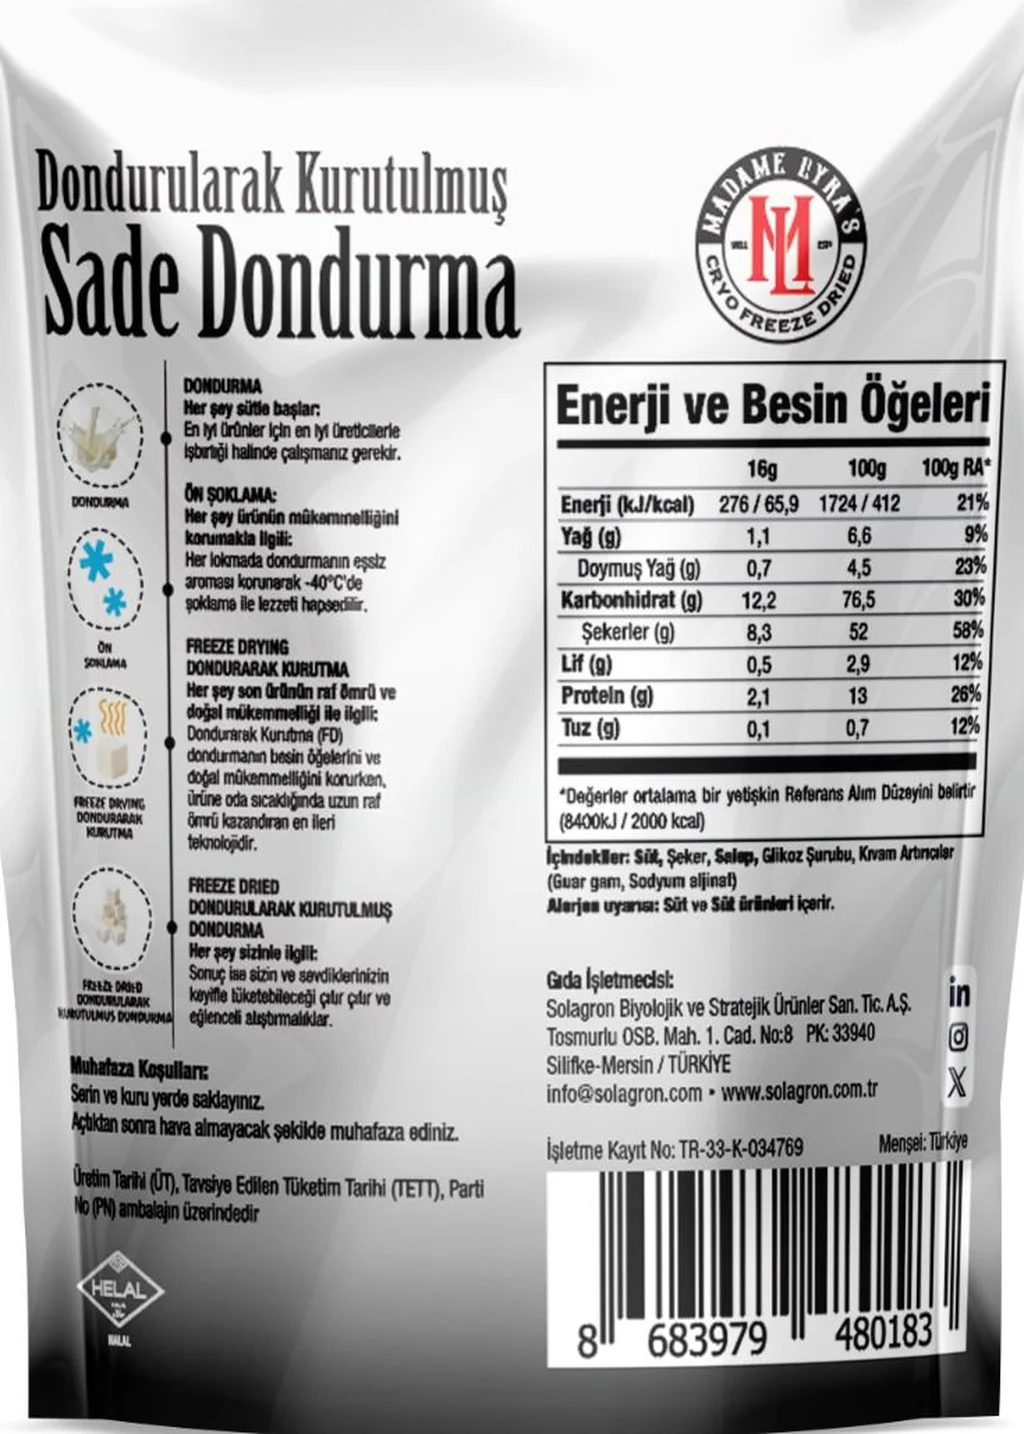 Dondurularak Kurutulmuş
Sade Dondurma
MADAME LYRA'S
ML
CRYO FREEZE DRIED
DONDURMA
Her şey sütle başlar:
En iyi ürünler için en iyi üreticilerle
işbirliği halinde çalışmanız gerekir.
DONDURMA
ÖN ŞOKLAMA:
Her şey ürünün mükemmelliğini
korumakla ilgili:
Her lokmada dondurmanın eşsiz
aroması korunarak -40°C'de
şoklama ile lezzeti hapsedilir.
ÖN
ŞOKLAMA
FREEZE DRYING
DONDURARAK KURUTMA
Her şey son ürünün raf ömrü ve
doğal mükemmelliği ile ilgili:
Dondurarak Kurutma (FD)
dondurmanın besin öğelerini ve
doğal mükemmelliğini korurken,
ürüne oda sıcaklığında uzun raf
ömrü kazandıran en ileri
teknolojidir.
FREEZE DRYING
DONDURARAK
KURUTMA
FREEZE DRIED
DONDURULARAK KURUTULMUŞ
DONDURMA
Her şey sizinle ilgili:
Sonuç ise sizin ve sevdiklerinizin
keyifle tüketebileceği çıtır çıtır ve
eğlenceli atıştırmalıklar.
FREEZE DRIED
DONDURULARAK
KURUTULMUŞ DONDURMA
Muhafaza Koşulları:
Serin ve kuru yerde saklayınız.
Açtıktan sonra hava almayacak şekilde muhafaza ediniz.
Üretim Tarihi (ÜT), Tavsiye Edilen Tüketim Tarihi (TETT), Parti
No (PN) ambalajın üzerindedir
HELAL
HALAL
Enerji ve Besin Öğeleri
16g 100g 100g RA*
Enerji (kJ/kcal) 276 / 65,9 1724 / 412 21%
Yağ (g) 1,1 6,6 9%
Doymuş Yağ (g) 0,7 4,5 23%
Karbonhidrat (g) 12,2 76,5 30%
Şekerler (g) 8,3 52 58%
Lif (g) 0,5 2,9 12%
Protein (g) 2,1 13 26%
Tuz (g) 0,1 0,7 12%
*Değerler ortalama bir yetişkin Referans Alım Düzeyini belirtir
(8400kJ / 2000 kcal)
İçindekiler: Süt, Şeker, Salep, Glikoz Şurubu, Kıvam Artırıcılar
(Guar gam, Sodyum aljinat)
Alerjen uyarısı: Süt ve Süt ürünleri içerir.
Gıda İşletmecisi:
Solagron Biyolojik ve Stratejik Ürünler San. Tic. A.Ş.
Tosmurlu OSB. Mah. 1. Cad. No:8 PK: 33940
Silifke-Mersin / TÜRKİYE
info@solagron.com • www.solagron.com.tr
in
X
İşletme Kayıt No: TR-33-K-034769
Menşei: Türkiye
8 683979 480183